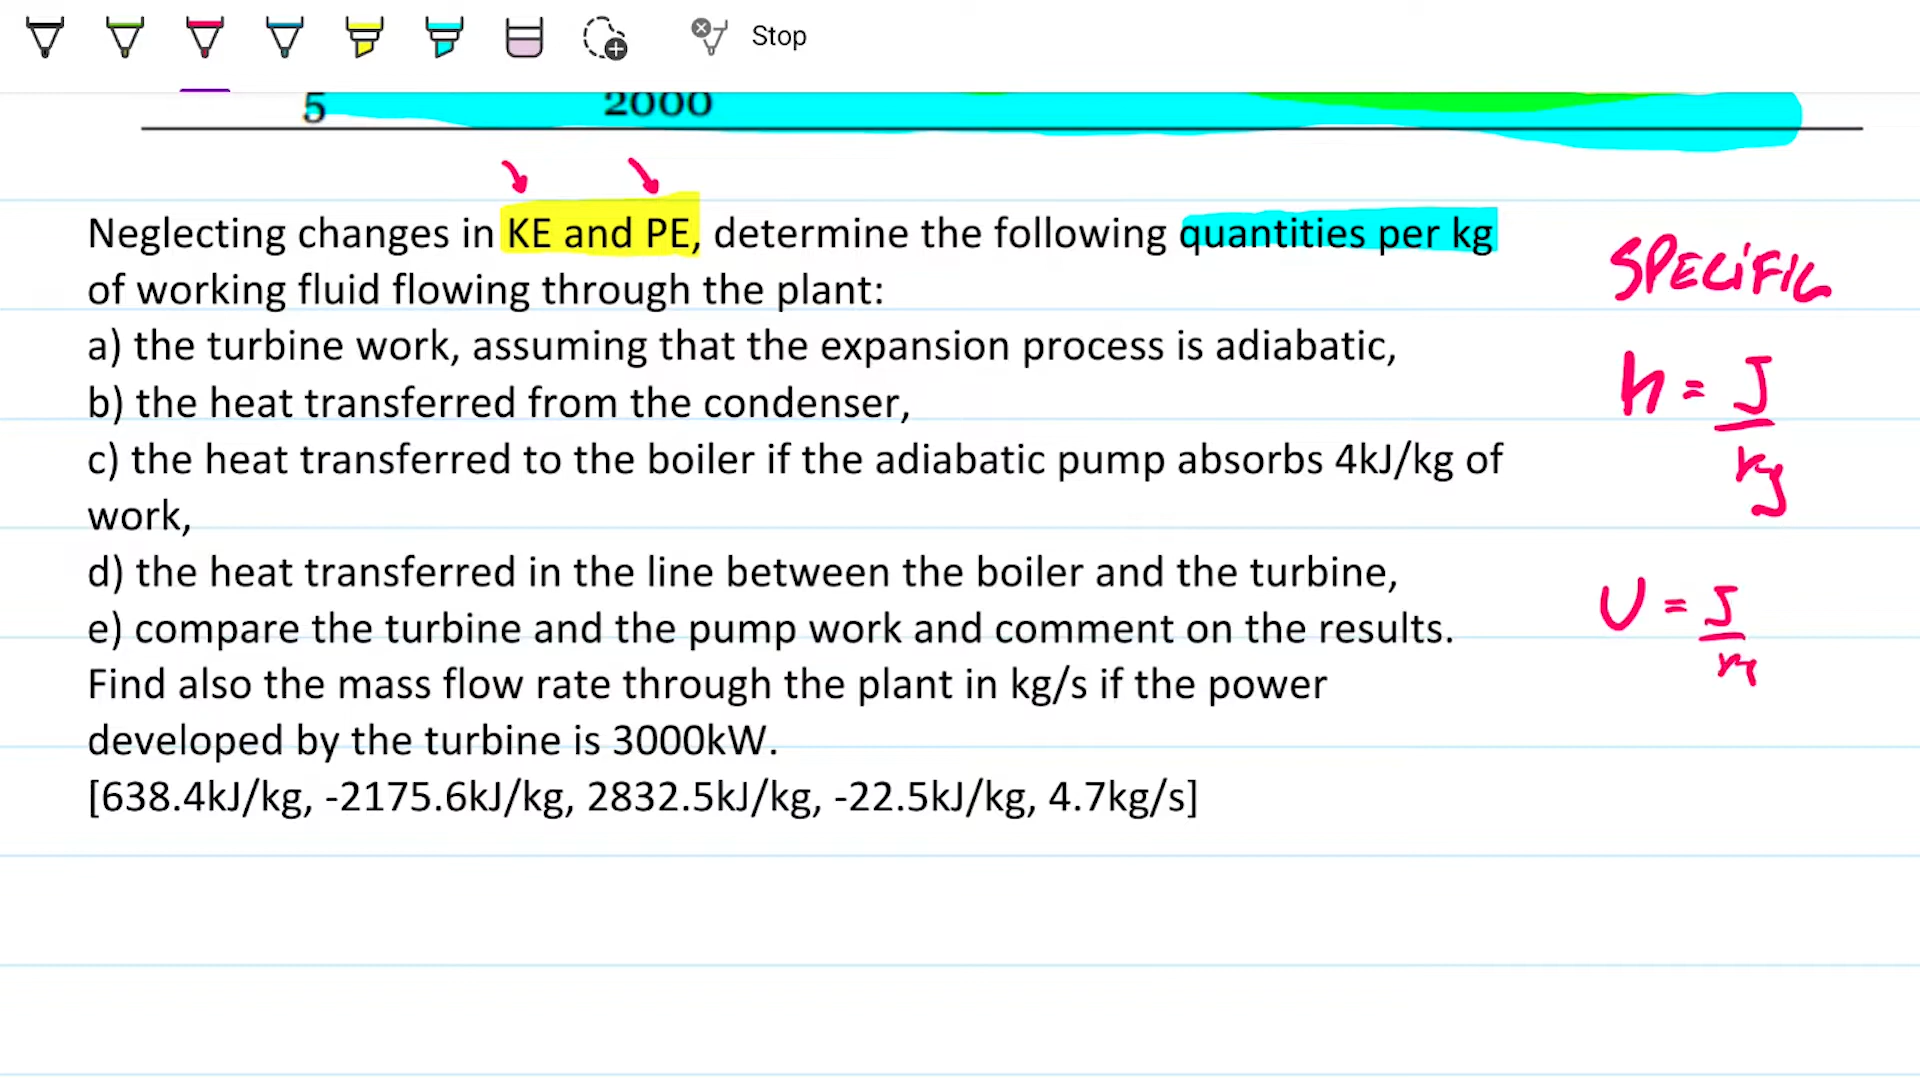 Stop
5 2000
Neglecting changes in KE and PE, determine the following quantities per kg
of working fluid flowing through the plant:
a) the turbine work, assuming that the expansion process is adiabatic,
b) the heat transferred from the condenser,
c) the heat transferred to the boiler if the adiabatic pump absorbs 4kJ/kg of
work,
d) the heat transferred in the line between the boiler and the turbine,
e) compare the turbine and the pump work and comment on the results.
Find also the mass flow rate through the plant in kg/s if the power
developed by the turbine is 3000kW.
[638.4kJ/kg, -2175.6kJ/kg, 2832.5kJ/kg, -22.5kJ/kg, 4.7kg/s]
SPECiFiC
h = J
kg
U = J